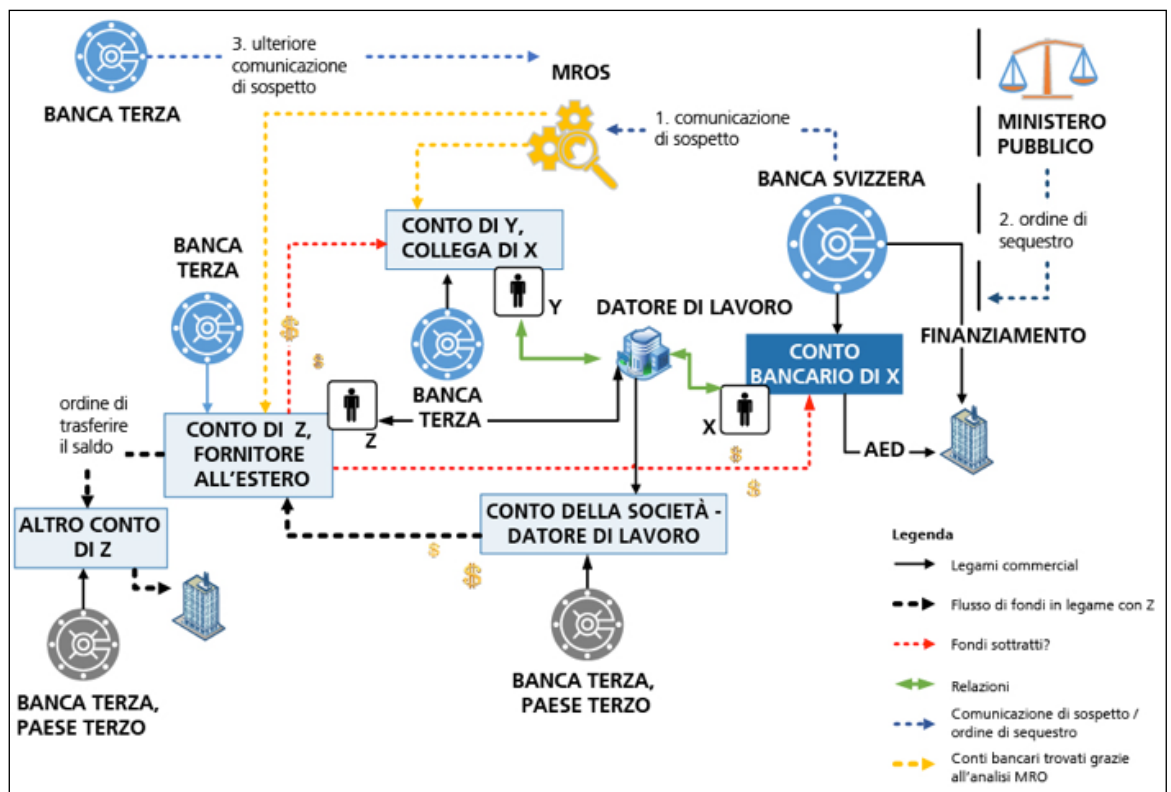 3. ulteriore
comunicazione
di sospetto
BANCA TERZA
MROS
1. comunicazione
di sospetto
MINISTERO
PUBBLICO
BANCA SVIZZERA
2. ordine di
sequestro
CONTO DI Y,
COLLEGA DI X
BANCA
TERZA
Y
DATORE DI LAVORO
FINANZIAMENTO
CONTO
BANCARIO DI X
BANCA
TERZA
ordine di
trasferire
il saldo
Z
X
CONTO DI Z,
FORNITORE
ALL'ESTERO
AED
ALTRO CONTO
DI Z
CONTO DELLA SOCIETÀ -
DATORE DI LAVORO
BANCA TERZA,
PAESE TERZO
BANCA TERZA,
PAESE TERZO
Legenda
Legami commercial
Flusso di fondi in legame con Z
Fondi sottratti?
Relazioni
Comunicazione di sospetto /
ordine di sequestro
Conti bancari trovati grazie
all'analisi MRO